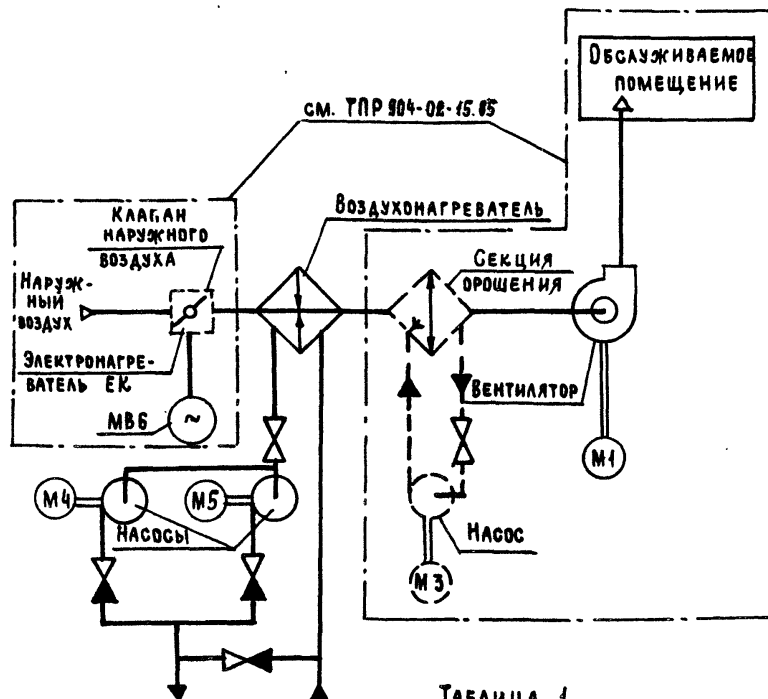 Обслуживаемое
помещение
см. ТПР 904-02-15.85
Клапан
наружного
воздуха
Воздухонагреватель
Наруж-
ный
воздух
Секция
орошения
Электронагре-
ватель ЕК
Вентилятор
МВ6
М1
М4
М5
Насосы
Насос
М3
Таблица 1